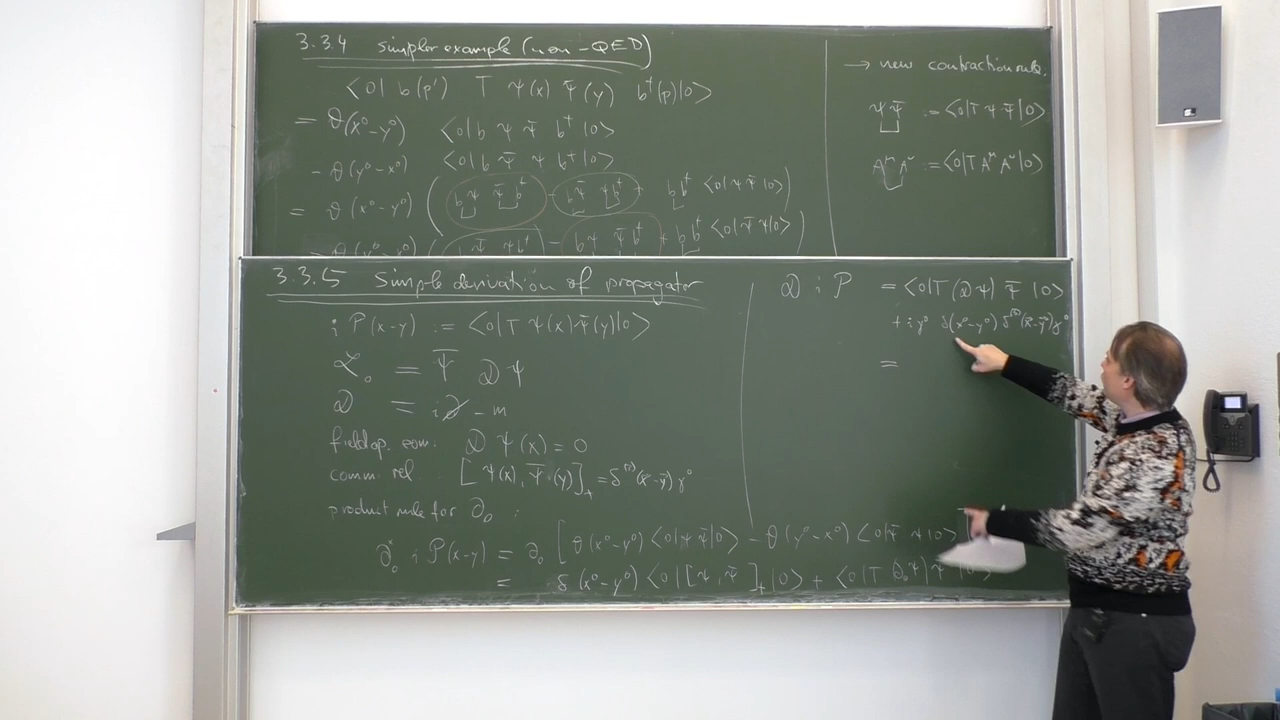 3.3.4 simpler example (non-QED)
⟨0| b(p') T ψ(x) ψ̄(y) b†(p)|0⟩
= θ(x⁰-y⁰) ⟨0|b ψ ψ̄ b†|0⟩
- θ(y⁰-x⁰) ⟨0|b ψ̄ ψ b†|0⟩
= θ(x⁰-y⁰) ( b ψ ψ̄ b† - b ψ̄ ψ b† + b b† ⟨0|ψ ψ̄|0⟩ )
→ new contraction rule.
ψ ψ̄ := ⟨0|T ψ ψ̄|0⟩
A^μ A^ν := ⟨0|T A^μ A^ν|0⟩
3.3.5 Simple derivation of propagator
i P(x-y) := ⟨0|T ψ(x) ψ̄(y)|0⟩
ℒ₀ = ψ̄ 𝒟 ψ
𝒟 = i∂̸ - m
field op. eom: 𝒟 ψ(x) = 0
comm. rel [ψ(x), ψ̄(y)]₊ = δ⁽³⁾(x⃗-y⃗) γ⁰
product rule for ∂₀ :
∂₀ˣ i P(x-y) = ∂₀ [ θ(x⁰-y⁰) ⟨0|ψ ψ̄|0⟩ - θ(y⁰-x⁰) ⟨0|ψ̄ ψ|0⟩ ]
= δ(x⁰-y⁰) ⟨0|[ψ, ψ̄]₊|0⟩ + ⟨0|T (∂₀ψ) ψ̄ |0⟩
𝒟 i P = ⟨0|T (𝒟ψ) ψ̄ |0⟩
+ i γ⁰ δ(x⁰-y⁰) δ⁽³⁾(x⃗-y⃗) γ⁰
=